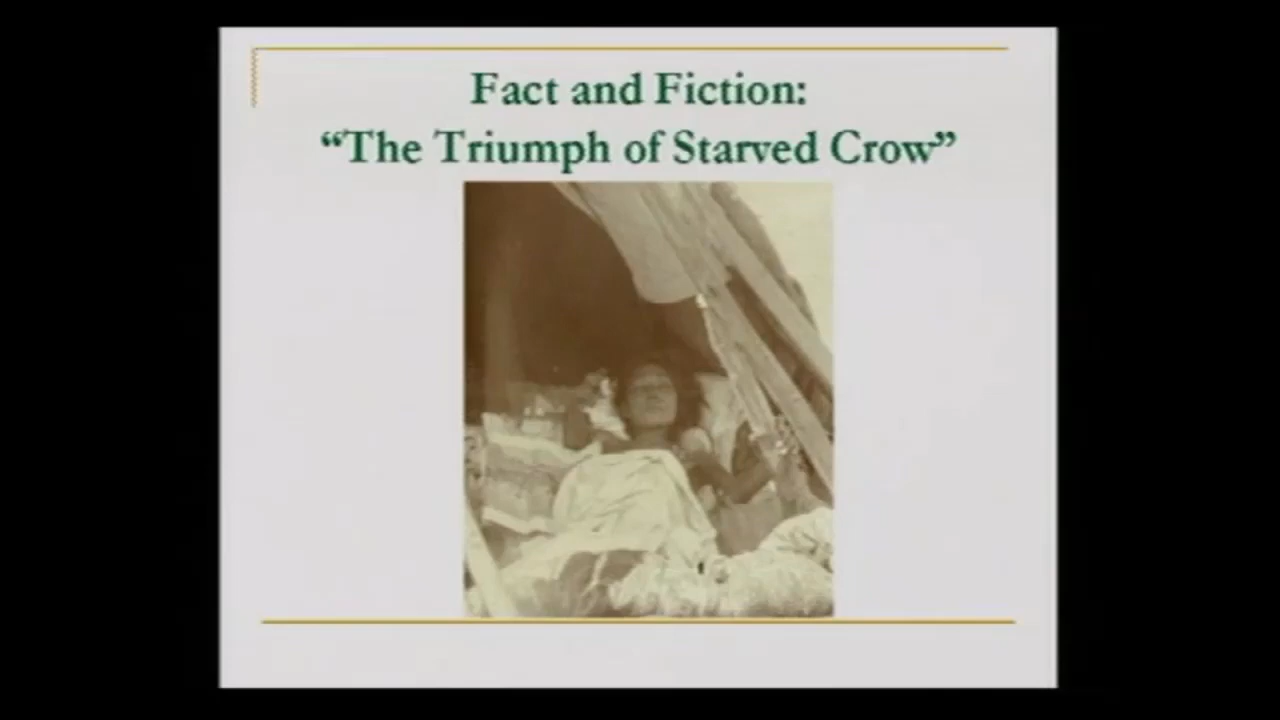 Fact and Fiction:
“The Triumph of Starved Crow”